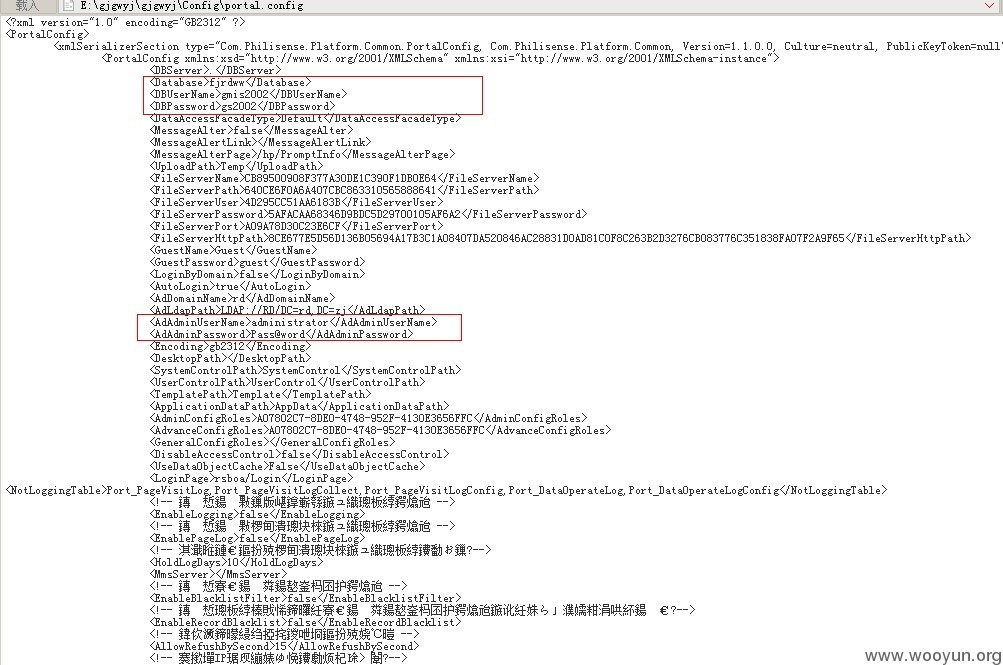 载入 E:\gjgwyj\gjgwyj\Config\portal.config
<?xml version="1.0" encoding="GB2312" ?>
<PortalConfig>
<xmlSerializerSection type="Com.Philisense.Platform.Common.PortalConfig, Com.Philisense.Platform.Common, Version=1.1.0.0, Culture=neutral, PublicKeyToken=null"
<PortalConfig xmlns:xsd="http://www.w3.org/2001/XMLSchema" xmlns:xsi="http://www.w3.org/2001/XMLSchema-instance">
<DBServer>.</DBServer>
<Database>fjrdww</Database>
<DBUserName>gmis2002</DBUserName>
<DBPassword>gs2002</DBPassword>
<DataAccessFacadeType>Default</DataAccessFacadeType>
<MessageAlter>false</MessageAlter>
<MessageAlertLink></MessageAlertLink>
<MessageAlterPage>/hp/PromptInfo</MessageAlterPage>
<UploadPath>Temp</UploadPath>
<FileServerName>CB89500908F377A30DE1C390F1DB0E64</FileServerName>
<FileServerPath>640CE6F0A6A407CBC863310565888641</FileServerPath>
<FileServerUser>4D295CC51AA6183B</FileServerUser>
<FileServerPassword>5AFACAA68346D9BDC5D29700105AF6A2</FileServerPassword>
<FileServerPort>A09A78D30C23E6CF</FileServerPort>
<FileServerHttpPath>8CE677E5D56D136B05694A17B3C1A08407DA520846AC28831D0AD81C0F8C263B2D3276CB083776C351838FA07F2A9F65</FileServerHttpPath>
<GuestName>Guest</GuestName>
<GuestPassword>guest</GuestPassword>
<LoginByDomain>false</LoginByDomain>
<AutoLogin>true</AutoLogin>
<AdDomainName>rd</AdDomainName>
<AdLdapPath>LDAP://RD/DC=rd,DC=zj</AdLdapPath>
<AdAdminUserName>administrator</AdAdminUserName>
<AdAdminPassword>Pass@word</AdAdminPassword>
<Encoding>gb2312</Encoding>
<DesktopPath></DesktopPath>
<SystemControlPath>SystemControl</SystemControlPath>
<UserControlPath>UserControl</UserControlPath>
<TemplatePath>Template</TemplatePath>
<ApplicationDataPath>AppData</ApplicationDataPath>
<AdminConfigRoles>A07802C7-8DE0-4748-952F-4130E3656FFC</AdminConfigRoles>
<AdvanceConfigRoles>A07802C7-8DE0-4748-952F-4130E3656FFC</AdvanceConfigRoles>
<GeneralConfigRoles></GeneralConfigRoles>
<DisableAccessControl>false</DisableAccessControl>
<UseDataObjectCache>False</UseDataObjectCache>
<LoginPage>rsboa/Login</LoginPage>
<NotLoggingTable>Port_PageVisitLog,Port_PageVisitLogCollect,Port_PageVisitLogConfig,Port_DataOperateLog,Port_DataOperateLogConfig</NotLoggingTable>
<!-- -->
<EnableLogging>false</EnableLogging>
<!-- -->
<EnablePageLog>false</EnablePageLog>
<!-- ?-->
<HoldLogDays>10</HoldLogDays>
<MmsServer></MmsServer>
<!-- -->
<EnableBlacklistFilter>false</EnableBlacklistFilter>
<!-- €?-->
<EnableRecordBlacklist>false</EnableRecordBlacklist>
<!-- -->
<AllowRefushBySecond>15</AllowRefushBySecond>
<!-- ?-->
www.wooyun.org